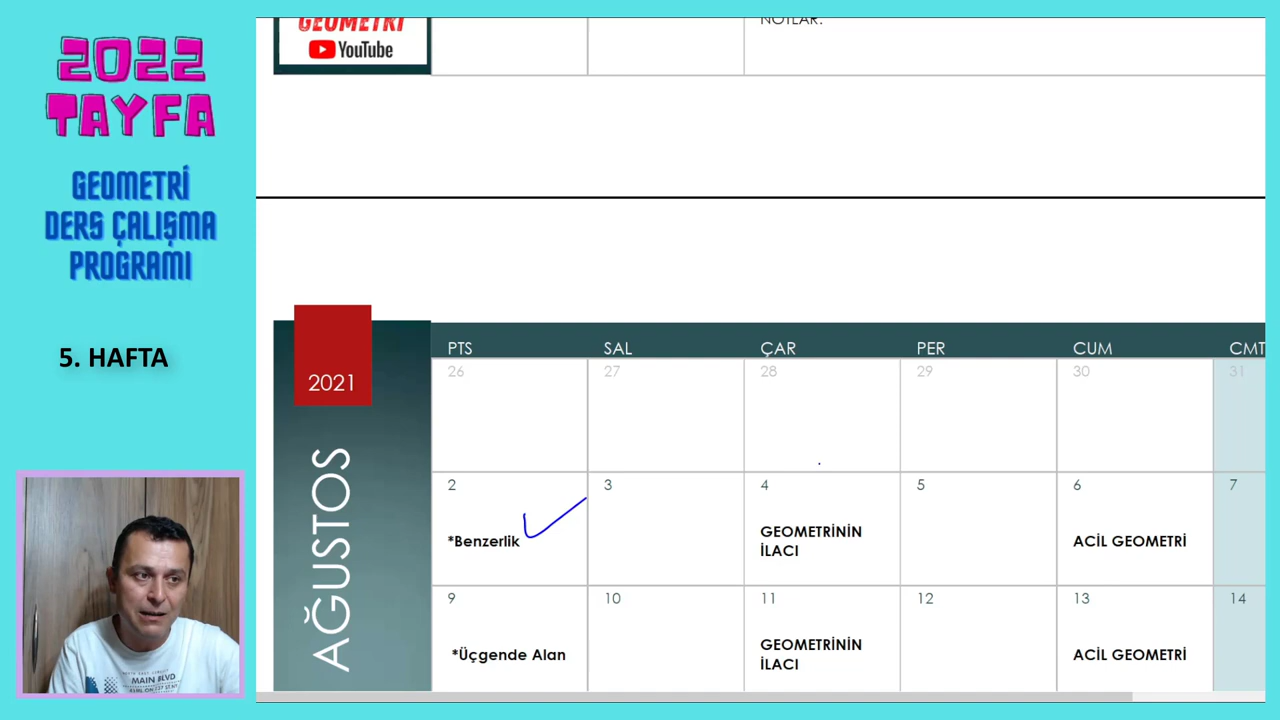 2022
TAYFA
GEOMETRİ
DERS ÇALIŞMA
PROGRAMI
5. HAFTA
GEOMETRİ
YouTube
NOTLAR:
2021
AĞUSTOS
PTS SAL ÇAR PER CUM CMT
26 27 28 29 30 31
2 3 4 5 6 7
*Benzerlik
GEOMETRİNİN
İLACI
ACİL GEOMETRİ
9 10 11 12 13 14
*Üçgende Alan
GEOMETRİNİN
İLACI
ACİL GEOMETRİ
MAIN BLVD